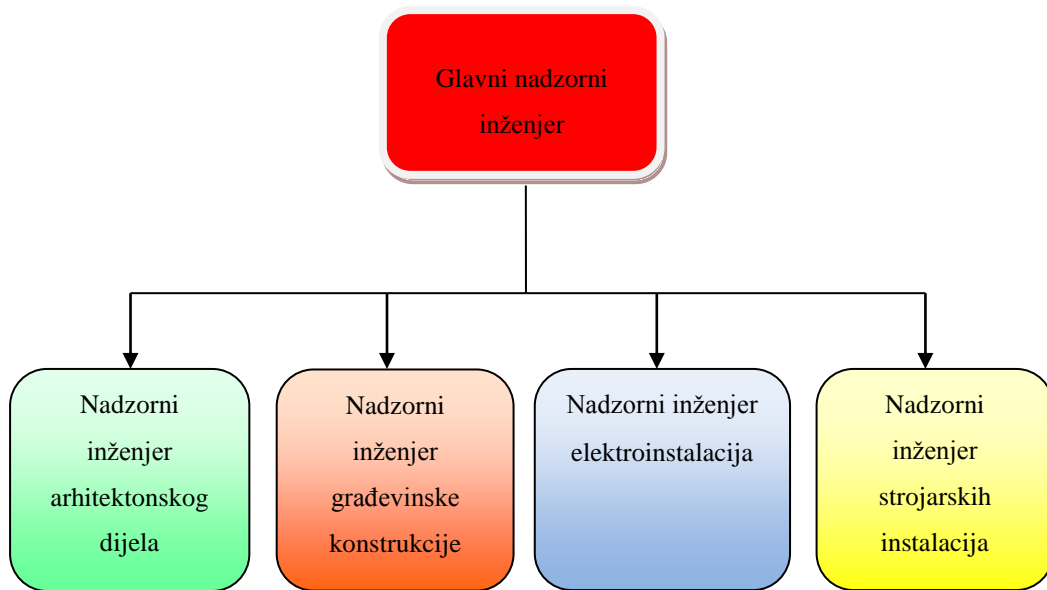 Glavni nadzorni
inženjer
Nadzorni
inženjer
arhitektonskog
dijela
Nadzorni
inženjer
građevinske
konstrukcije
Nadzorni inženjer
elektroinstalacija
Nadzorni
inženjer
strojarskih
instalacija